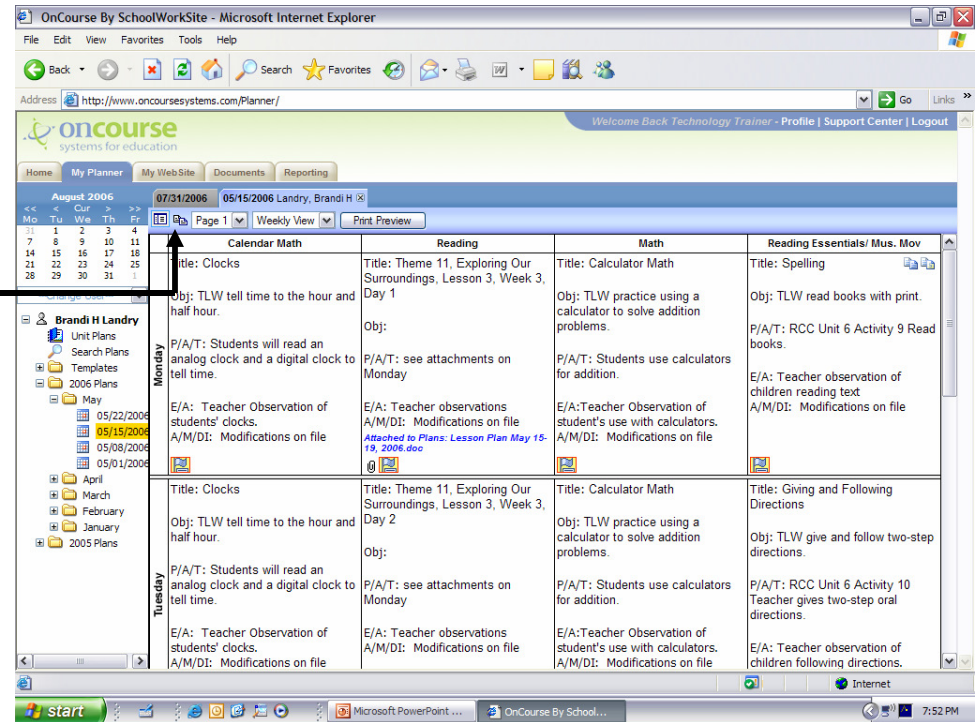 OnCourse By SchoolWorkSite - Microsoft Internet Explorer
File Edit View Favorites Tools Help
Back Search Favorites
Address http://www.oncoursesystems.com/Planner/ Go Links »
oncourse
systems for education
Welcome Back Technology Trainer - Profile | Support Center | Logout
Home My Planner My WebSite Documents Reporting
August 2006
<< < Cur > >>
Mo Tu We Th Fr
31 1 2 3 4
7 8 9 10 11
14 15 16 17 18
21 22 23 24 25
28 29 30 31 1
--Change User--
Brandi H Landry
Unit Plans
Search Plans
Templates
2006 Plans
May
05/22/2006
05/15/2006
05/08/2006
05/01/2006
April
March
February
January
2005 Plans
07/31/2006 05/15/2006 Landry, Brandi H
Page 1 Weekly View Print Preview
Calendar Math Reading Math Reading Essentials/ Mus. Mov
Monday
Title: Clocks
Obj: TLW tell time to the hour and
half hour.
P/A/T: Students will read an
analog clock and a digital clock to
tell time.
E/A: Teacher Observation of
students' clocks.
A/M/DI: Modifications on file
Title: Theme 11, Exploring Our
Surroundings, Lesson 3, Week 3,
Day 1
Obj:
P/A/T: see attachments on
Monday
E/A: Teacher observations
A/M/DI: Modifications on file
Attached to Plans: Lesson Plan May 15-
19, 2006.doc
Title: Calculator Math
Obj: TLW practice using a
calculator to solve addition
problems.
P/A/T: Students use calculators
for addition.
E/A:Teacher Observation of
student's use with calculators.
A/M/DI: Modifications on file
Title: Spelling
Obj: TLW read books with print.
P/A/T: RCC Unit 6 Activity 9 Read
books.
E/A: Teacher observation of
children reading text
A/M/DI: Modifications on file
Tuesday
Title: Clocks
Obj: TLW tell time to the hour and
half hour.
P/A/T: Students will read an
analog clock and a digital clock to
tell time.
E/A: Teacher Observation of
students' clocks.
A/M/DI: Modifications on file
Title: Theme 11, Exploring Our
Surroundings, Lesson 3, Week 3,
Day 2
Obj:
P/A/T: see attachments on
Monday
E/A: Teacher observations
A/M/DI: Modifications on file
Title: Calculator Math
Obj: TLW practice using a
calculator to solve addition
problems.
P/A/T: Students use calculators
for addition.
E/A:Teacher Observation of
student's use with calculators.
A/M/DI: Modifications on file
Title: Giving and Following
Directions
Obj: TLW give and follow two-step
directions.
P/A/T: RCC Unit 6 Activity 10
Teacher gives two-step oral
directions.
E/A: Teacher observation of
children following directions.
Internet
start Microsoft PowerPoint ... OnCourse By School... 7:52 PM